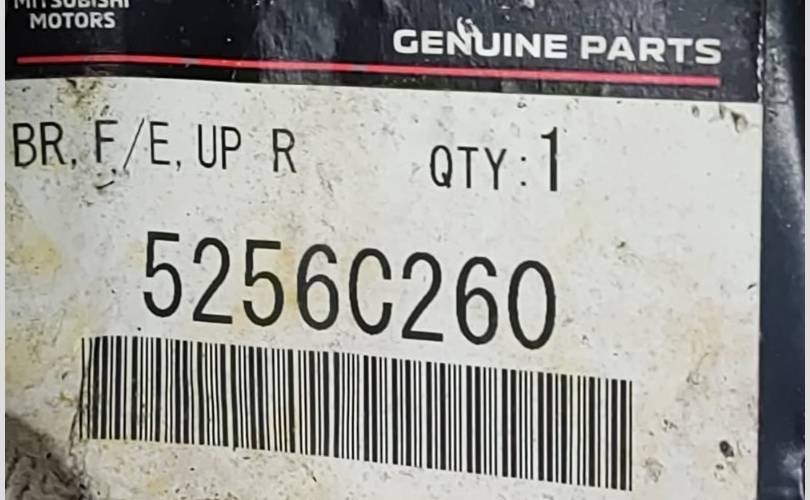 MITSUBISHI
MOTORS
GENUINE PARTS
BR, F/E, UP R QTY:1
5256C260